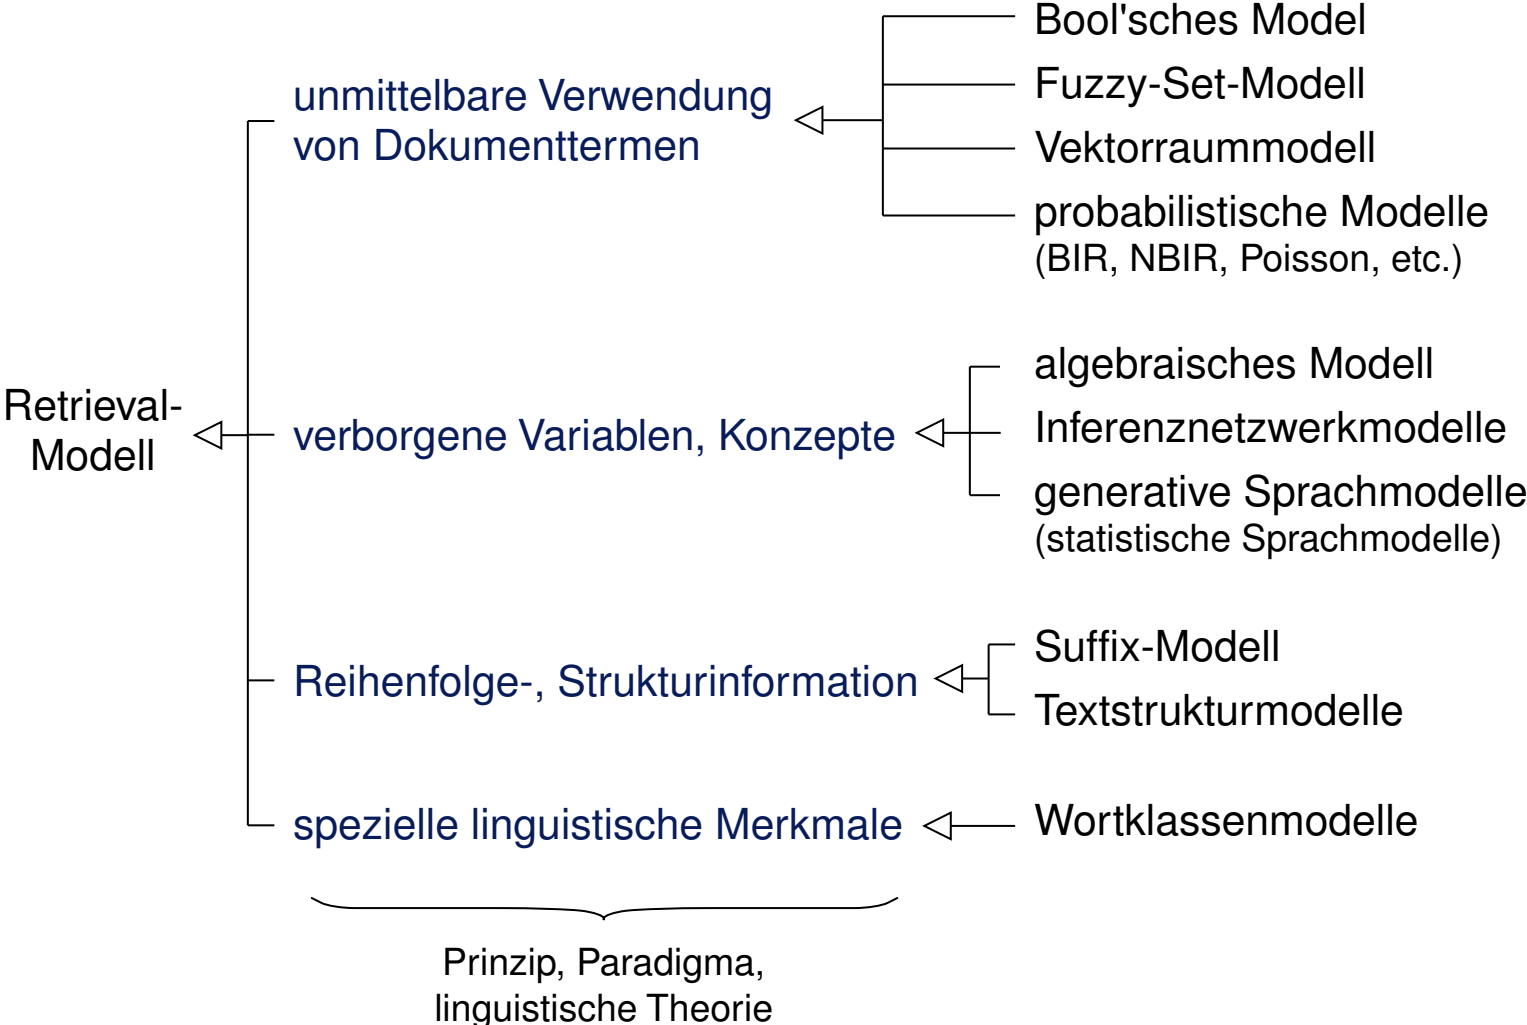 Bool'sches Model
unmittelbare Verwendung
von Dokumenttermen
Fuzzy-Set-Modell
Vektorraummodell
probabilistische Modelle
(BIR, NBIR, Poisson, etc.)
Retrieval-
Modell
verborgene Variablen, Konzepte
algebraisches Modell
Inferenznetzwerkmodelle
generative Sprachmodelle
(statistische Sprachmodelle)
Reihenfolge-, Strukturinformation
Suffix-Modell
Textstrukturmodelle
spezielle linguistische Merkmale
Wortklassenmodelle
Prinzip, Paradigma,
linguistische Theorie